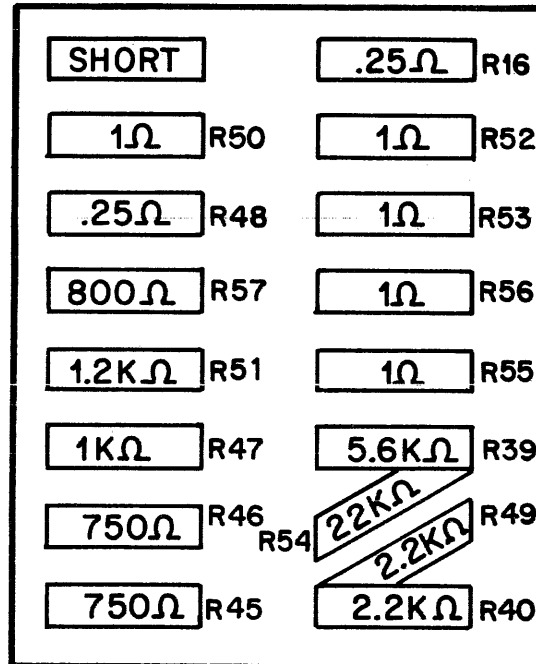 SHORT .25Ω R16
1Ω R50 1Ω R52
.25Ω R48 1Ω R53
800Ω R57 1Ω R56
1.2KΩ R51 1Ω R55
1KΩ R47 5.6KΩ R39
750Ω R46 R54 22KΩ
2.2KΩ R49
750Ω R45 2.2KΩ R40